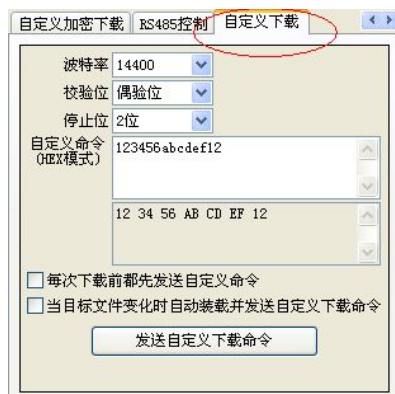 自定义加密下载 RS485控制 自定义下载
波特率 14400
校验位 偶验位
停止位 2位
自定义命令 123456abcdef12
(HEX模式)
12 34 56 AB CD EF 12
每次下载前都先发送自定义命令
当目标文件变化时自动装载并发送自定义下载命令
发送自定义下载命令